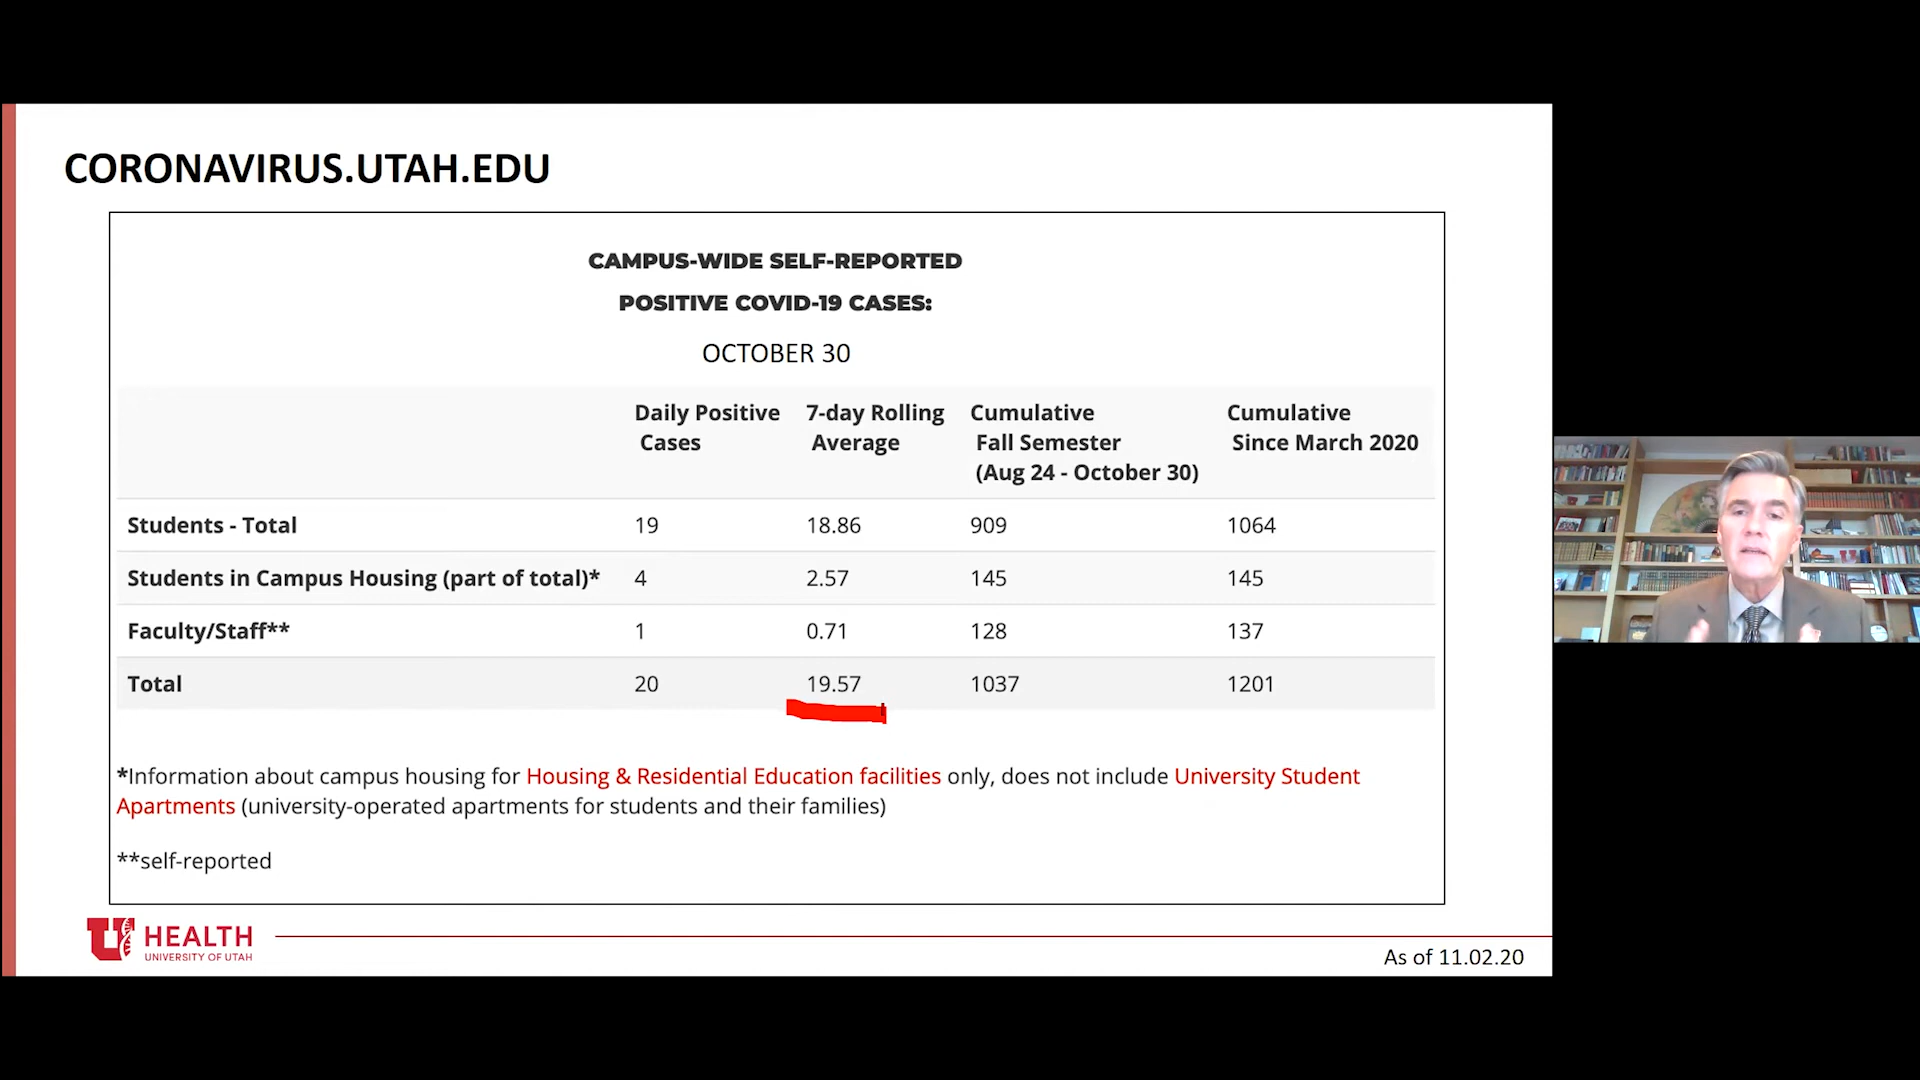 CORONAVIRUS.UTAH.EDU
CAMPUS-WIDE SELF-REPORTED
POSITIVE COVID-19 CASES:
OCTOBER 30
Daily Positive Cases 7-day Rolling Average Cumulative Fall Semester (Aug 24 - October 30) Cumulative Since March 2020
Students - Total 19 18.86 909 1064
Students in Campus Housing (part of total)* 4 2.57 145 145
Faculty/Staff** 1 0.71 128 137
Total 20 19.57 1037 1201
*Information about campus housing for Housing & Residential Education facilities only, does not include University Student
Apartments (university-operated apartments for students and their families)
**self-reported
U HEALTH
UNIVERSITY OF UTAH
As of 11.02.20